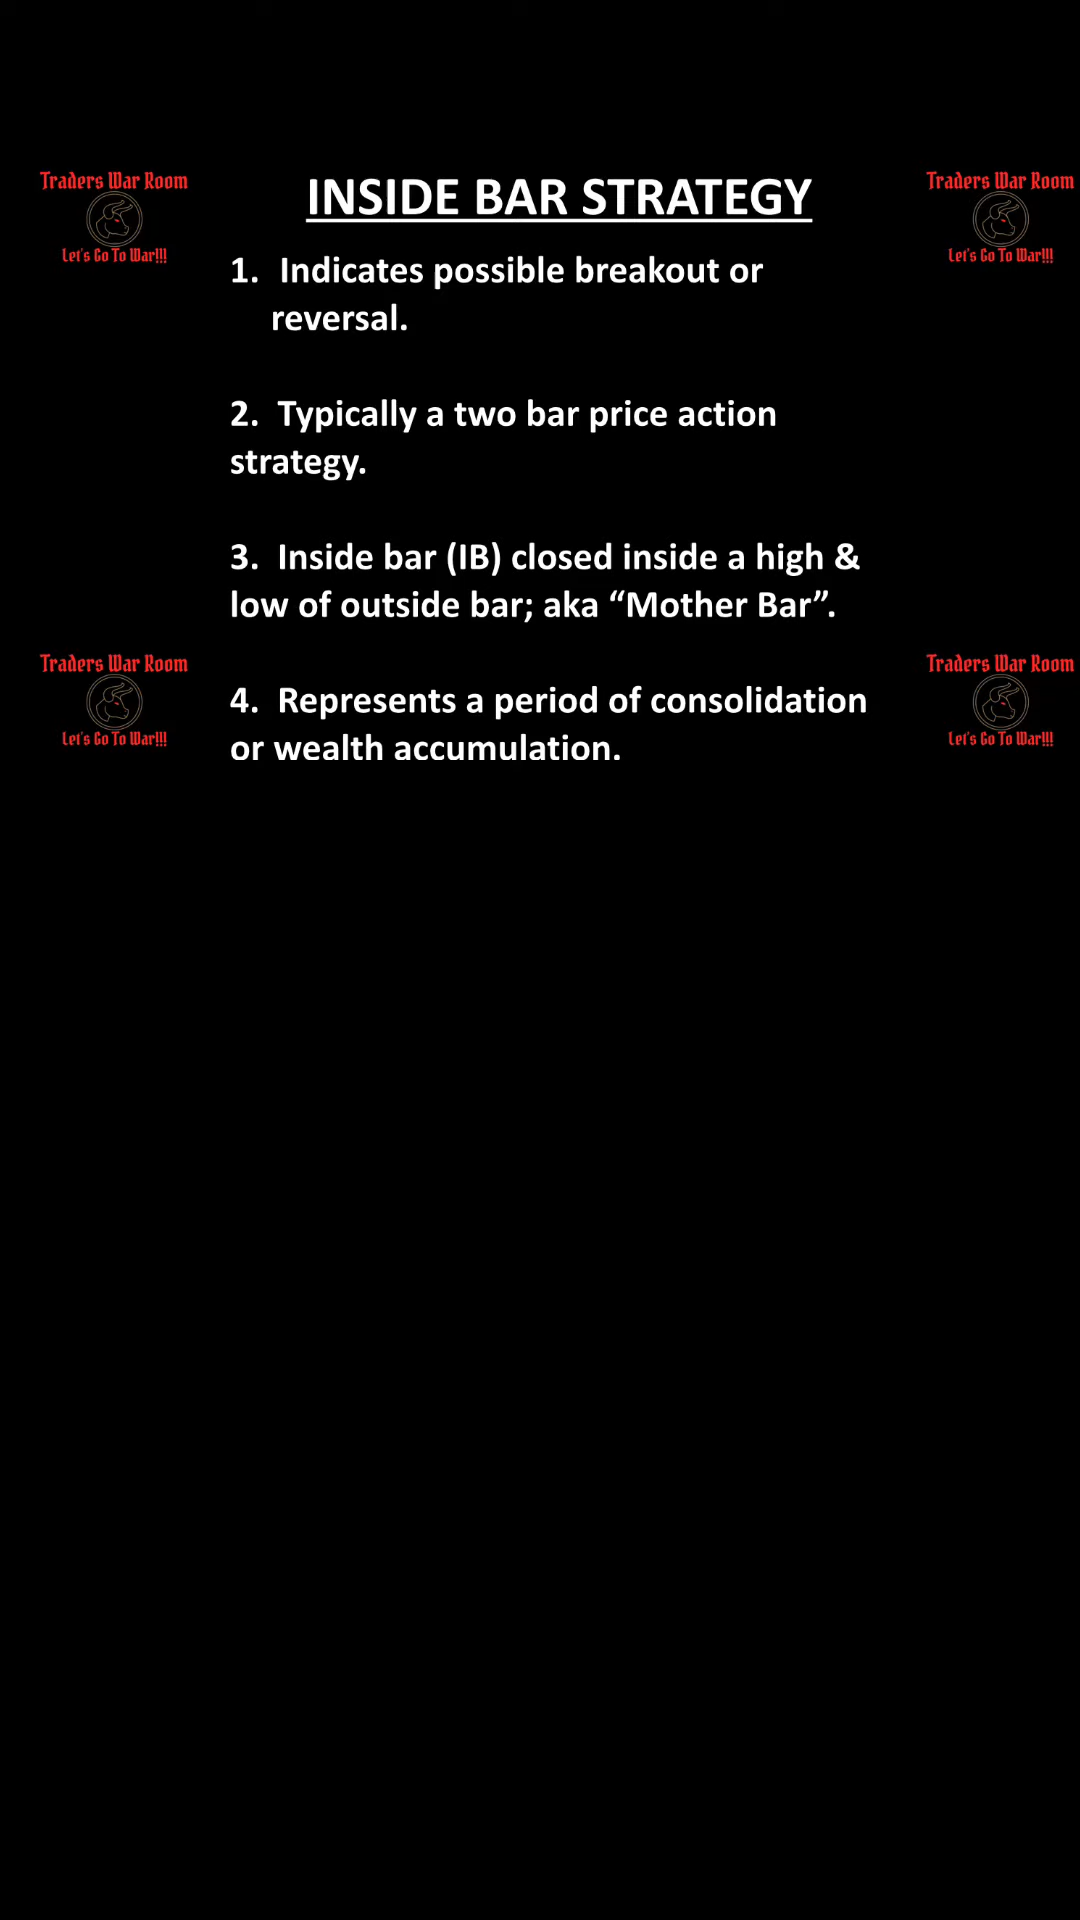 Traders War Room
Let's Go To War!!!
Traders War Room
Let's Go To War!!!
INSIDE BAR STRATEGY
1. Indicates possible breakout or
reversal.
2. Typically a two bar price action
strategy.
3. Inside bar (IB) closed inside a high &
low of outside bar; aka “Mother Bar”.
4. Represents a period of consolidation
or wealth accumulation.
Traders War Room
Let's Go To War!!!
Traders War Room
Let's Go To War!!!